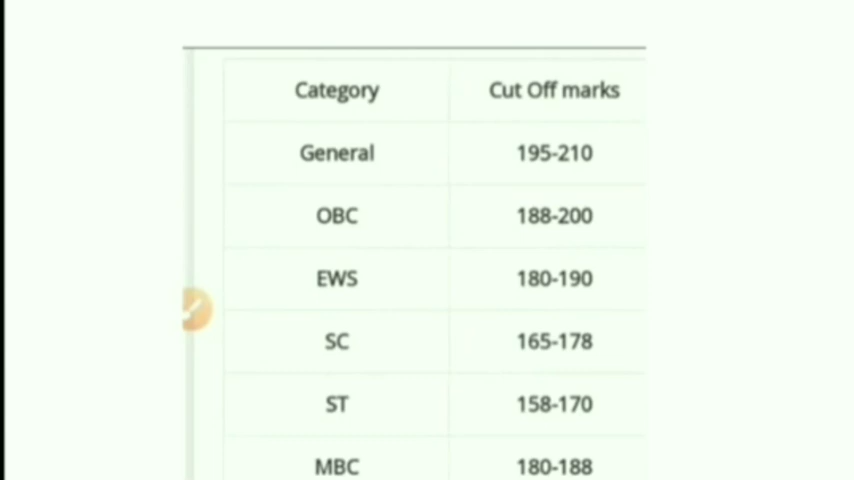 Category Cut Off marks
General 195-210
OBC 188-200
EWS 180-190
SC 165-178
ST 158-170
MBC 180-188